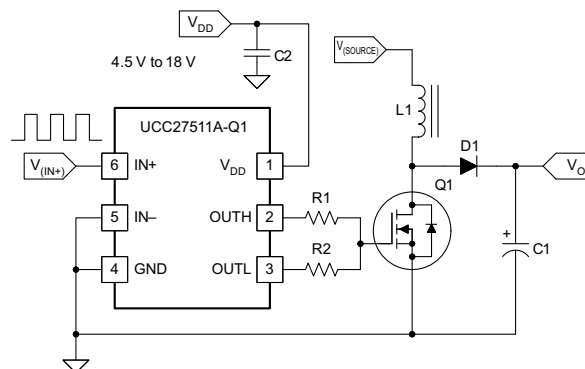 VDD
4.5 V to 18 V
C2
V(SOURCE)
L1
UCC27511A-Q1
D1
V(IN+)
6
IN+
VDD
1
VO
Q1
5
IN–
OUTH
2
R1
+
C1
4
GND
OUTL
3
R2